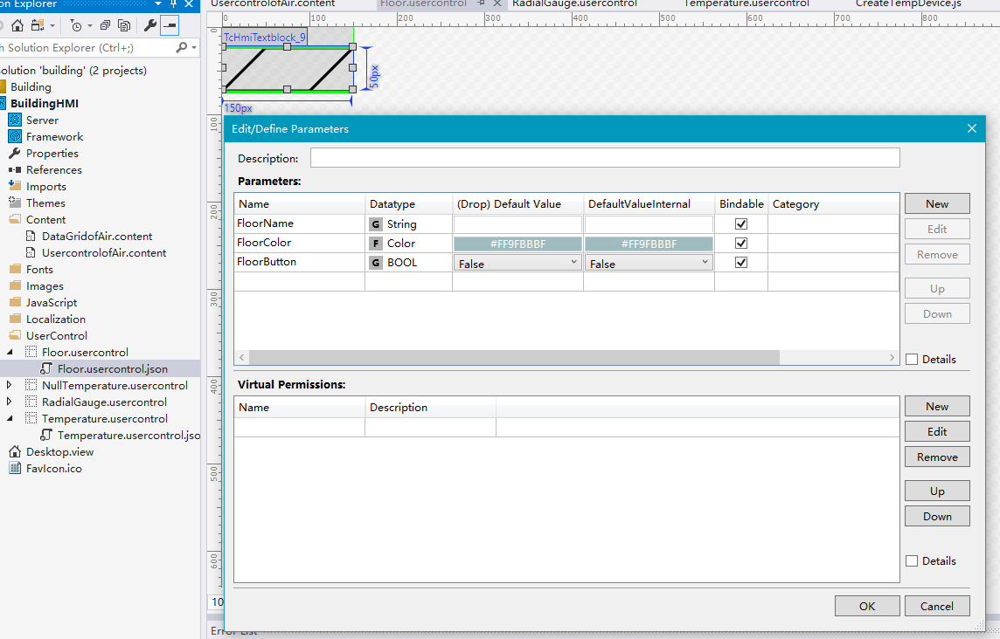 on Explorer
UsercontrolofAir.content
Floor.usercontrol
RadialGauge.usercontrol
Temperature.usercontrol
CreateTempDevice.js
h Solution Explorer (Ctrl+;)
olution 'building' (2 projects)
Building
BuildingHMI
Server
Framework
Properties
References
Imports
Themes
Content
DataGridofAir.content
UsercontrolofAir.content
Fonts
Images
JavaScript
Localization
UserControl
Floor.usercontrol
Floor.usercontrol.json
NullTemperature.usercontrol
RadialGauge.usercontrol
Temperature.usercontrol
Temperature.usercontrol.jso
Desktop.view
FavIcon.ico
0 100 200 300 400 500 600 700 800
0
100
200
300
400
500
600
TcHmiTextblock_9
50px
150px
Edit/Define Parameters
Description:
Parameters:
Name Datatype (Drop) Default Value DefaultValueInternal Bindable Category
FloorName G String
FloorColor F Color #FF9FBBBF #FF9FBBBF
FloorButton G BOOL False False
New
Edit
Remove
Up
Down
Details
Virtual Permissions:
Name Description
New
Edit
Remove
Up
Down
Details
OK Cancel
10
Error List